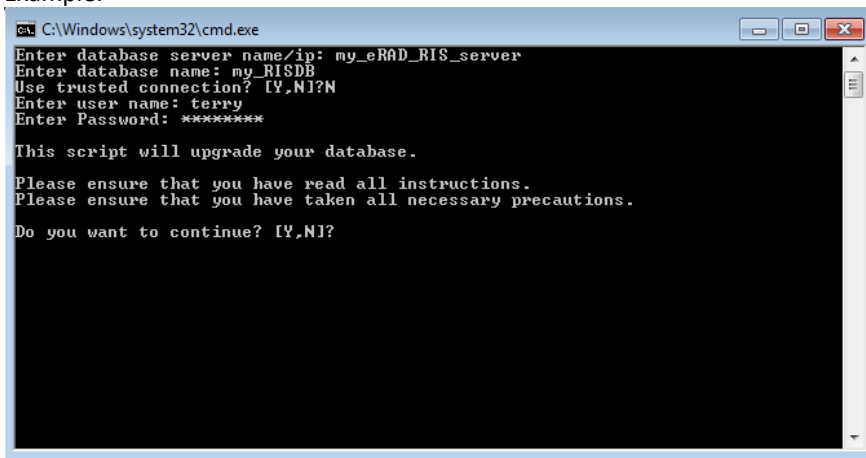 Example:
C:\Windows\system32\cmd.exe
Enter database server name/ip: my_eRAD_RIS_server
Enter database name: my_RISDB
Use trusted connection? [Y,N]?N
Enter user name: terry
Enter Password: ********
This script will upgrade your database.
Please ensure that you have read all instructions.
Please ensure that you have taken all necessary precautions.
Do you want to continue? [Y,N]?